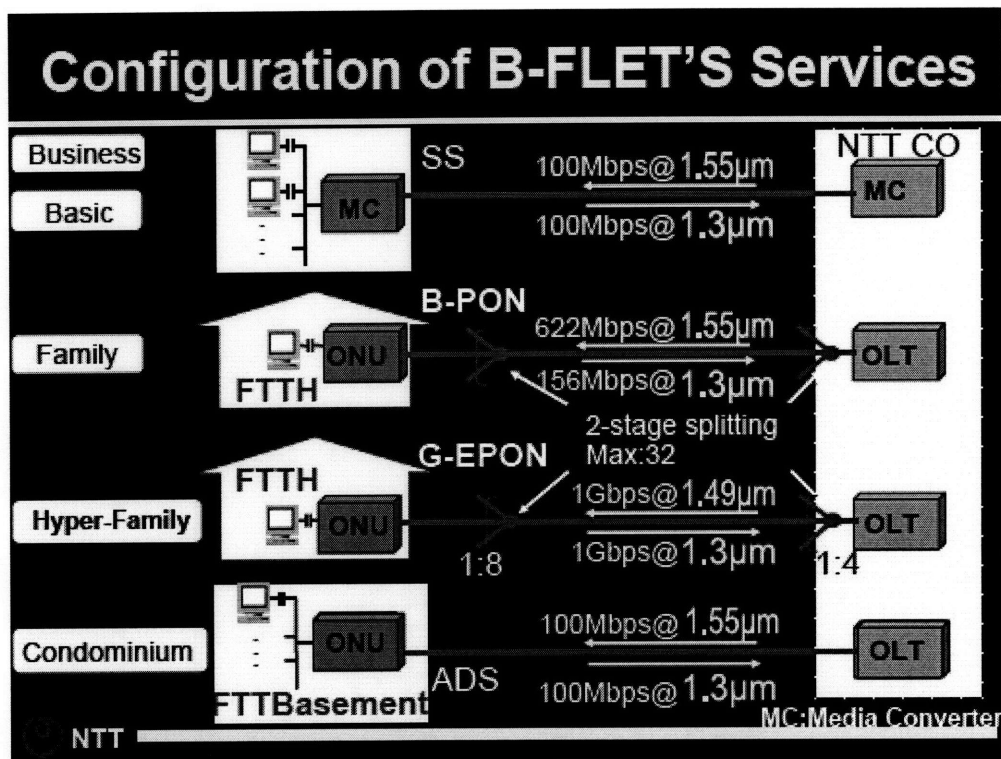 Configuration of B-FLET'S Services
Business
Basic
MC
SS
100Mbps@ 1.55μm
100Mbps@ 1.3μm
NTT CO
MC
Family
FTTH
ONU
B-PON
622Mbps@ 1.55μm
156Mbps@ 1.3μm
OLT
2-stage splitting
Max:32
Hyper-Family
FTTH
ONU
G-EPON
1:8
1Gbps@ 1.49μm
1Gbps@ 1.3μm
1:4
OLT
Condominium
ONU
FTTBasement
ADS
100Mbps@ 1.55μm
100Mbps@ 1.3μm
OLT
MC:Media Converter
NTT